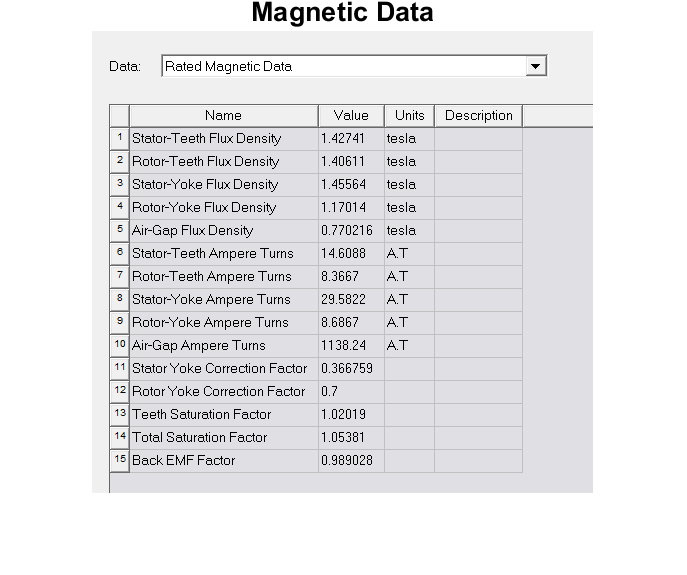 Magnetic Data
Data: Rated Magnetic Data
Name Value Units Description
1 Stator-Teeth Flux Density 1.42741 tesla
2 Rotor-Teeth Flux Density 1.40611 tesla
3 Stator-Yoke Flux Density 1.45564 tesla
4 Rotor-Yoke Flux Density 1.17014 tesla
5 Air-Gap Flux Density 0.770216 tesla
6 Stator-Teeth Ampere Turns 14.6088 A.T
7 Rotor-Teeth Ampere Turns 8.3667 A.T
8 Stator-Yoke Ampere Turns 29.5822 A.T
9 Rotor-Yoke Ampere Turns 8.6867 A.T
10 Air-Gap Ampere Turns 1138.24 A.T
11 Stator Yoke Correction Factor 0.366759
12 Rotor Yoke Correction Factor 0.7
13 Teeth Saturation Factor 1.02019
14 Total Saturation Factor 1.05381
15 Back EMF Factor 0.989028